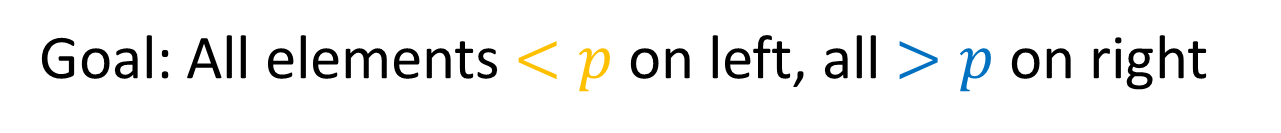 Goal: All elements < p on left, all > p on right